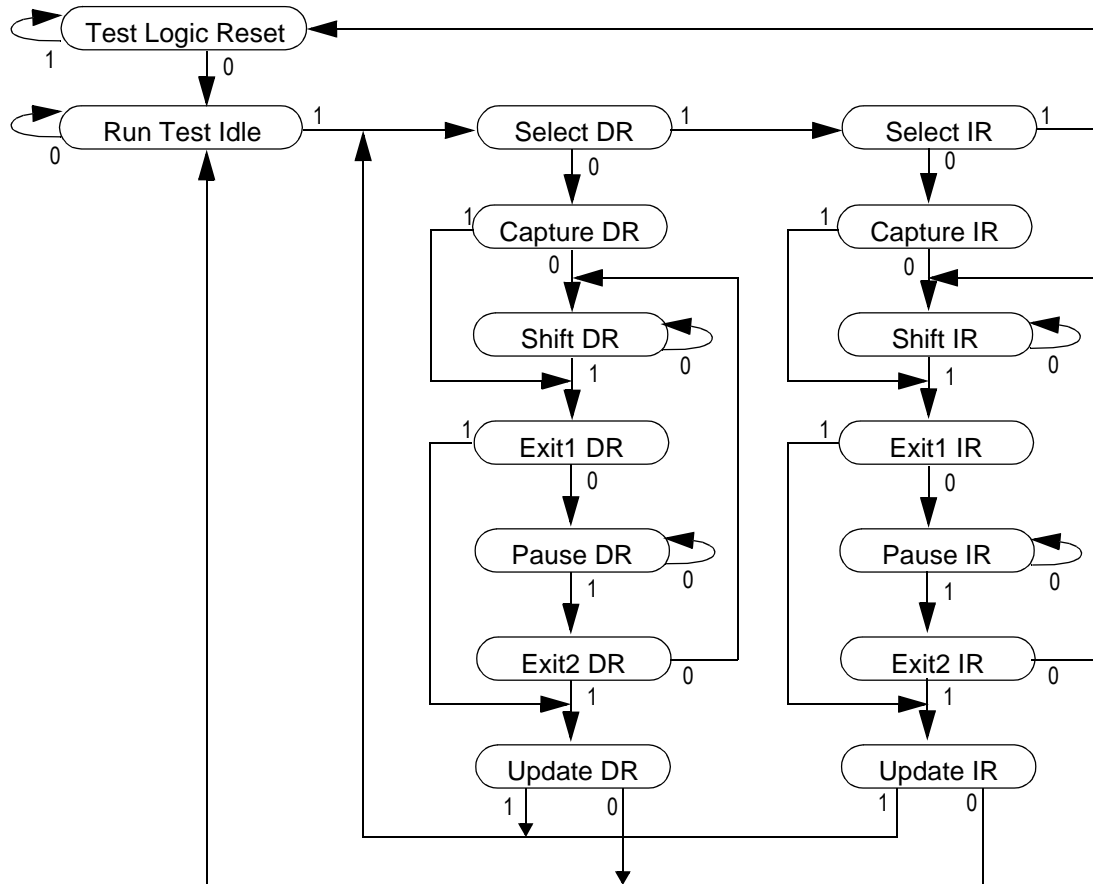 Test Logic Reset
1
0
Run Test Idle
1
Select DR
1
Select IR
1
0
0
0
1
Capture DR
1
Capture IR
0
0
Shift DR
0
Shift IR
0
1
1
1
Exit1 DR
1
Exit1 IR
0
0
Pause DR
0
Pause IR
0
1
1
Exit2 DR
0
Exit2 IR
0
1
1
Update DR
Update IR
1
0
1
0